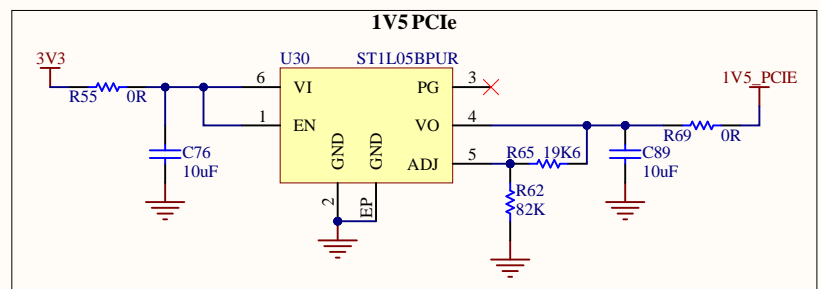 1V5 PCIe
3V3
U30 ST1L05BPUR
R55 0R
6 VI PG 3
1V5_PCIE
1 EN VO 4
R69 0R
GND GND
ADJ 5
R65 19K6
C76
10uF
C89
10uF
R62
82K
2 EP